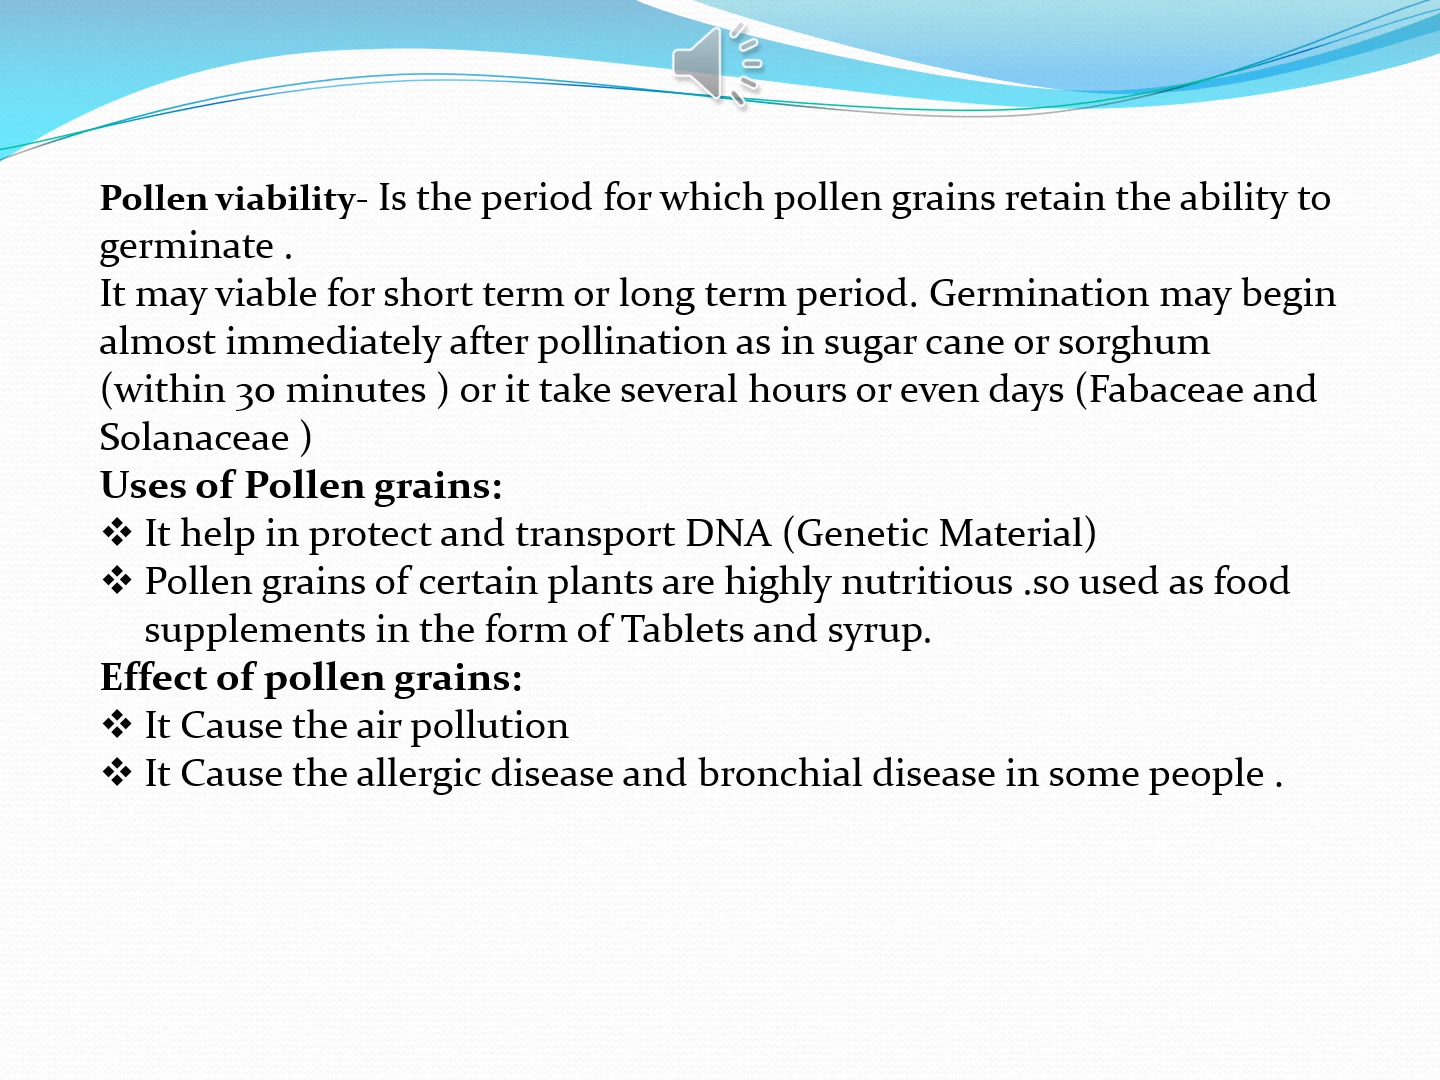 Pollen viability- Is the period for which pollen grains retain the ability to
germinate .
It may viable for short term or long term period. Germination may begin
almost immediately after pollination as in sugar cane or sorghum
(within 30 minutes ) or it take several hours or even days (Fabaceae and
Solanaceae )
Uses of Pollen grains:
❖ It help in protect and transport DNA (Genetic Material)
❖ Pollen grains of certain plants are highly nutritious .so used as food
supplements in the form of Tablets and syrup.
Effect of pollen grains:
❖ It Cause the air pollution
❖ It Cause the allergic disease and bronchial disease in some people .